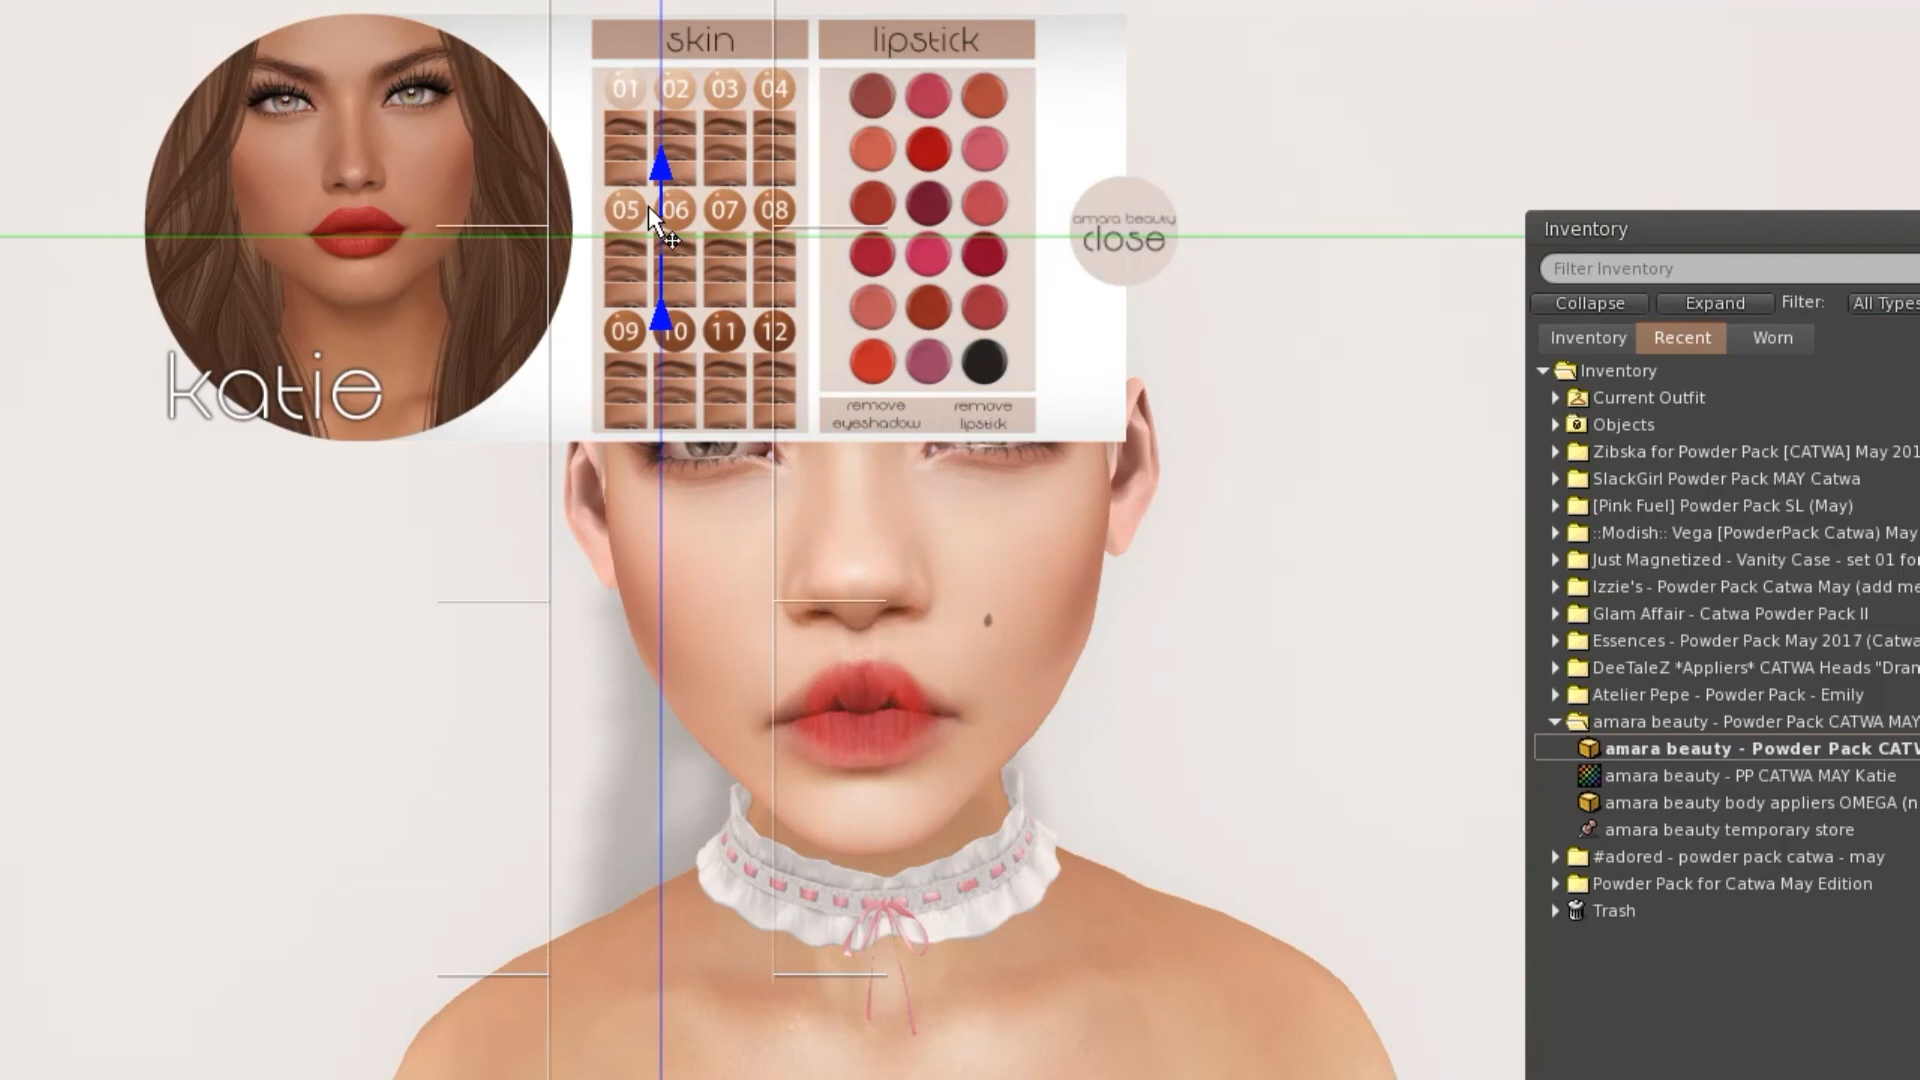 skin
lipstick
01 02 03 04
05 06 07 08
09 10 11 12
remove
eyeshadow
remove
lipstick
amara beauty
close
katie
Inventory
Filter Inventory
Collapse Expand Filter: All Types
Inventory Recent Worn
Inventory
Current Outfit
Objects
Zibska for Powder Pack [CATWA] May 201
SlackGirl Powder Pack MAY Catwa
[Pink Fuel] Powder Pack SL (May)
::Modish:: Vega [PowderPack Catwa) May
Just Magnetized - Vanity Case - set 01 for
Izzie's - Powder Pack Catwa May (add me
Glam Affair - Catwa Powder Pack II
Essences - Powder Pack May 2017 (Catwa
DeeTaleZ *Appliers* CATWA Heads "Dram
Atelier Pepe - Powder Pack - Emily
amara beauty - Powder Pack CATWA MAY
amara beauty - Powder Pack CATW
amara beauty - PP CATWA MAY Katie
amara beauty body appliers OMEGA (n
amara beauty temporary store
#adored - powder pack catwa - may
Powder Pack for Catwa May Edition
Trash